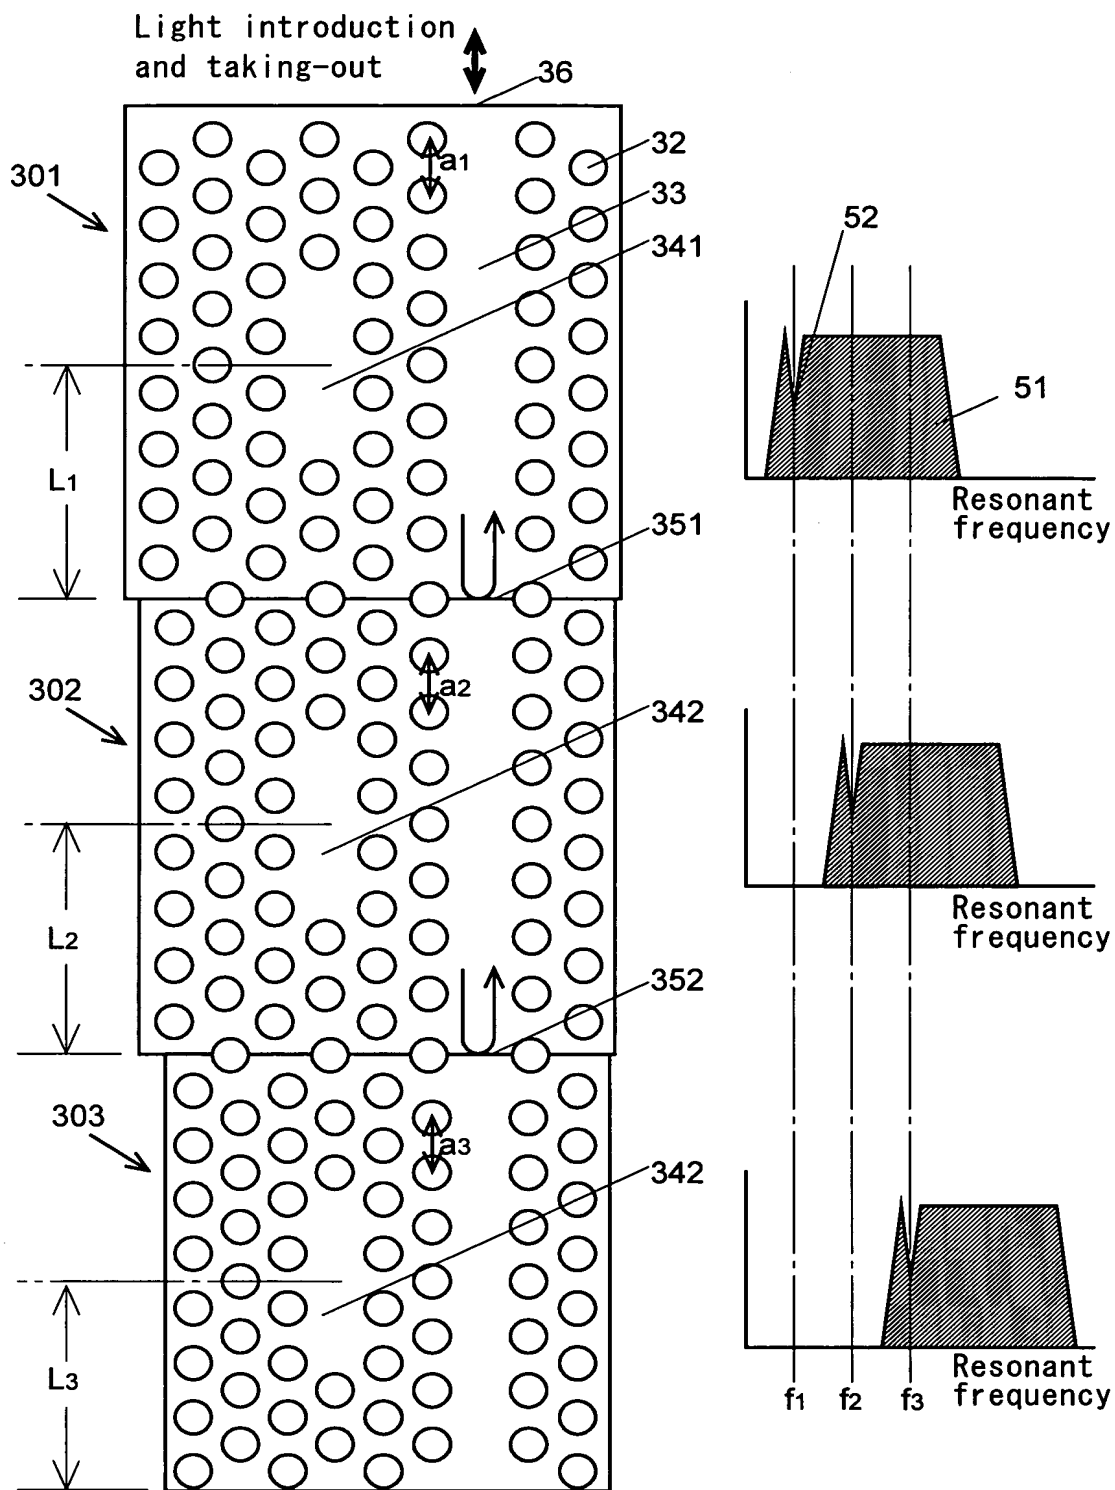 Light introduction
and taking-out
36
32
a1
301
33
52
341
51
L1
Resonant
frequency
351
a2
302
342
Resonant
frequency
L2
352
303
a3
342
L3
Resonant
frequency
f1 f2 f3